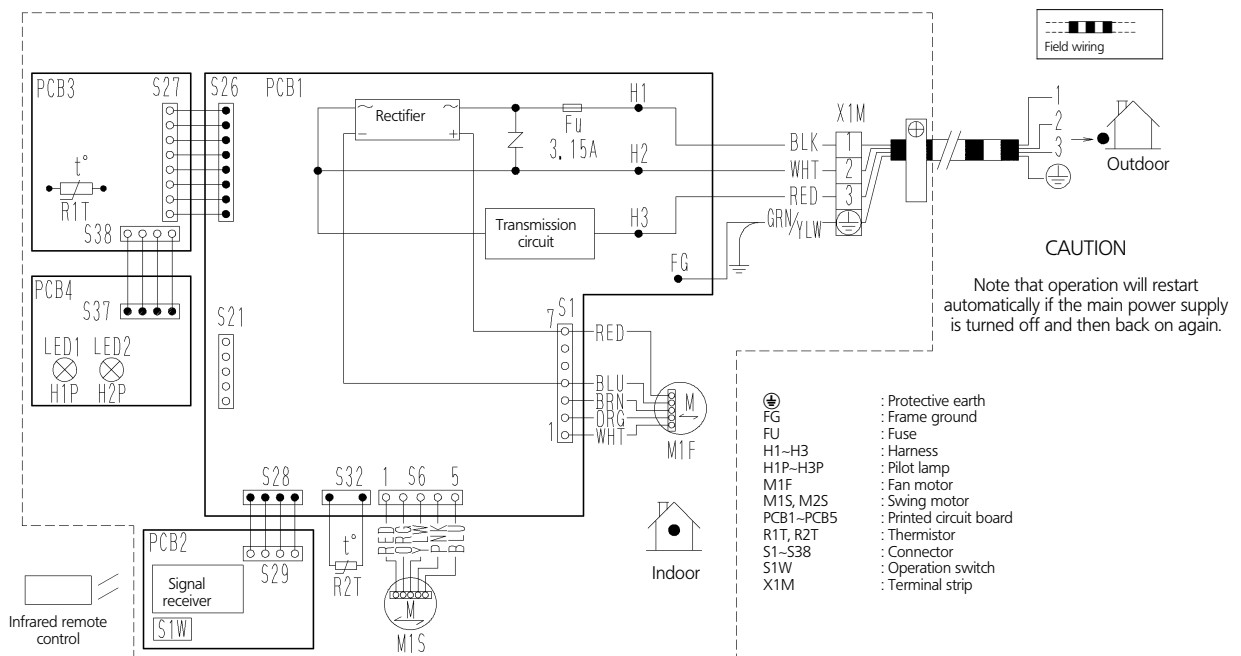 Field wiring
PCB3
S27
S26
PCB1
Rectifier
~
~
−
+
Fu
3.15A
H1
H2
H3
Transmission
circuit
FG
X1M
BLK
1
WHT
2
RED
3
GRN/YLW
1
2
3
Outdoor
t°
R1T
S38
PCB4
S37
LED1
LED2
H1P
H2P
S21
CAUTION
Note that operation will restart
automatically if the main power supply
is turned off and then back on again.
S1
7
RED
BLU
BRN
ORG
WHT
1
M
M1F
: Protective earth
FG : Frame ground
FU : Fuse
H1~H3 : Harness
H1P~H3P : Pilot lamp
M1F : Fan motor
M1S, M2S : Swing motor
PCB1~PCB5 : Printed circuit board
R1T, R2T : Thermistor
S1~S38 : Connector
S1W : Operation switch
X1M : Terminal strip
S28
S32
1
S6
5
PCB2
S29
Signal
receiver
S1W
t°
R2T
RED
ORG
YLW
PNK
BLU
M
M1S
Indoor
Infrared remote
control